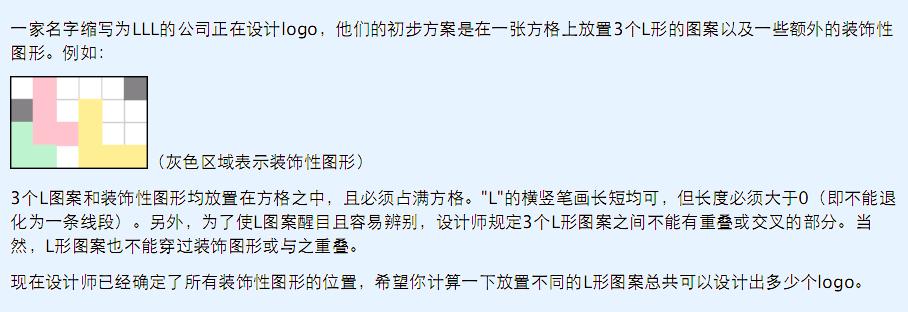 一家名字缩写为LLL的公司正在设计logo，他们的初步方案是在一张方格上放置3个L形的图案以及一些额外的装饰性
图形。例如：
（灰色区域表示装饰性图形）
3个L图案和装饰性图形均放置在方格之中，且必须占满方格。"L"的横竖笔画长短均可，但长度必须大于0（即不能退
化为一条线段）。另外，为了使L图案醒目且容易辨别，设计师规定3个L形图案之间不能有重叠或交叉的部分。当
然，L形图案也不能穿过装饰图形或与之重叠。
现在设计师已经确定了所有装饰性图形的位置，希望你计算一下放置不同的L形图案总共可以设计出多少个logo。